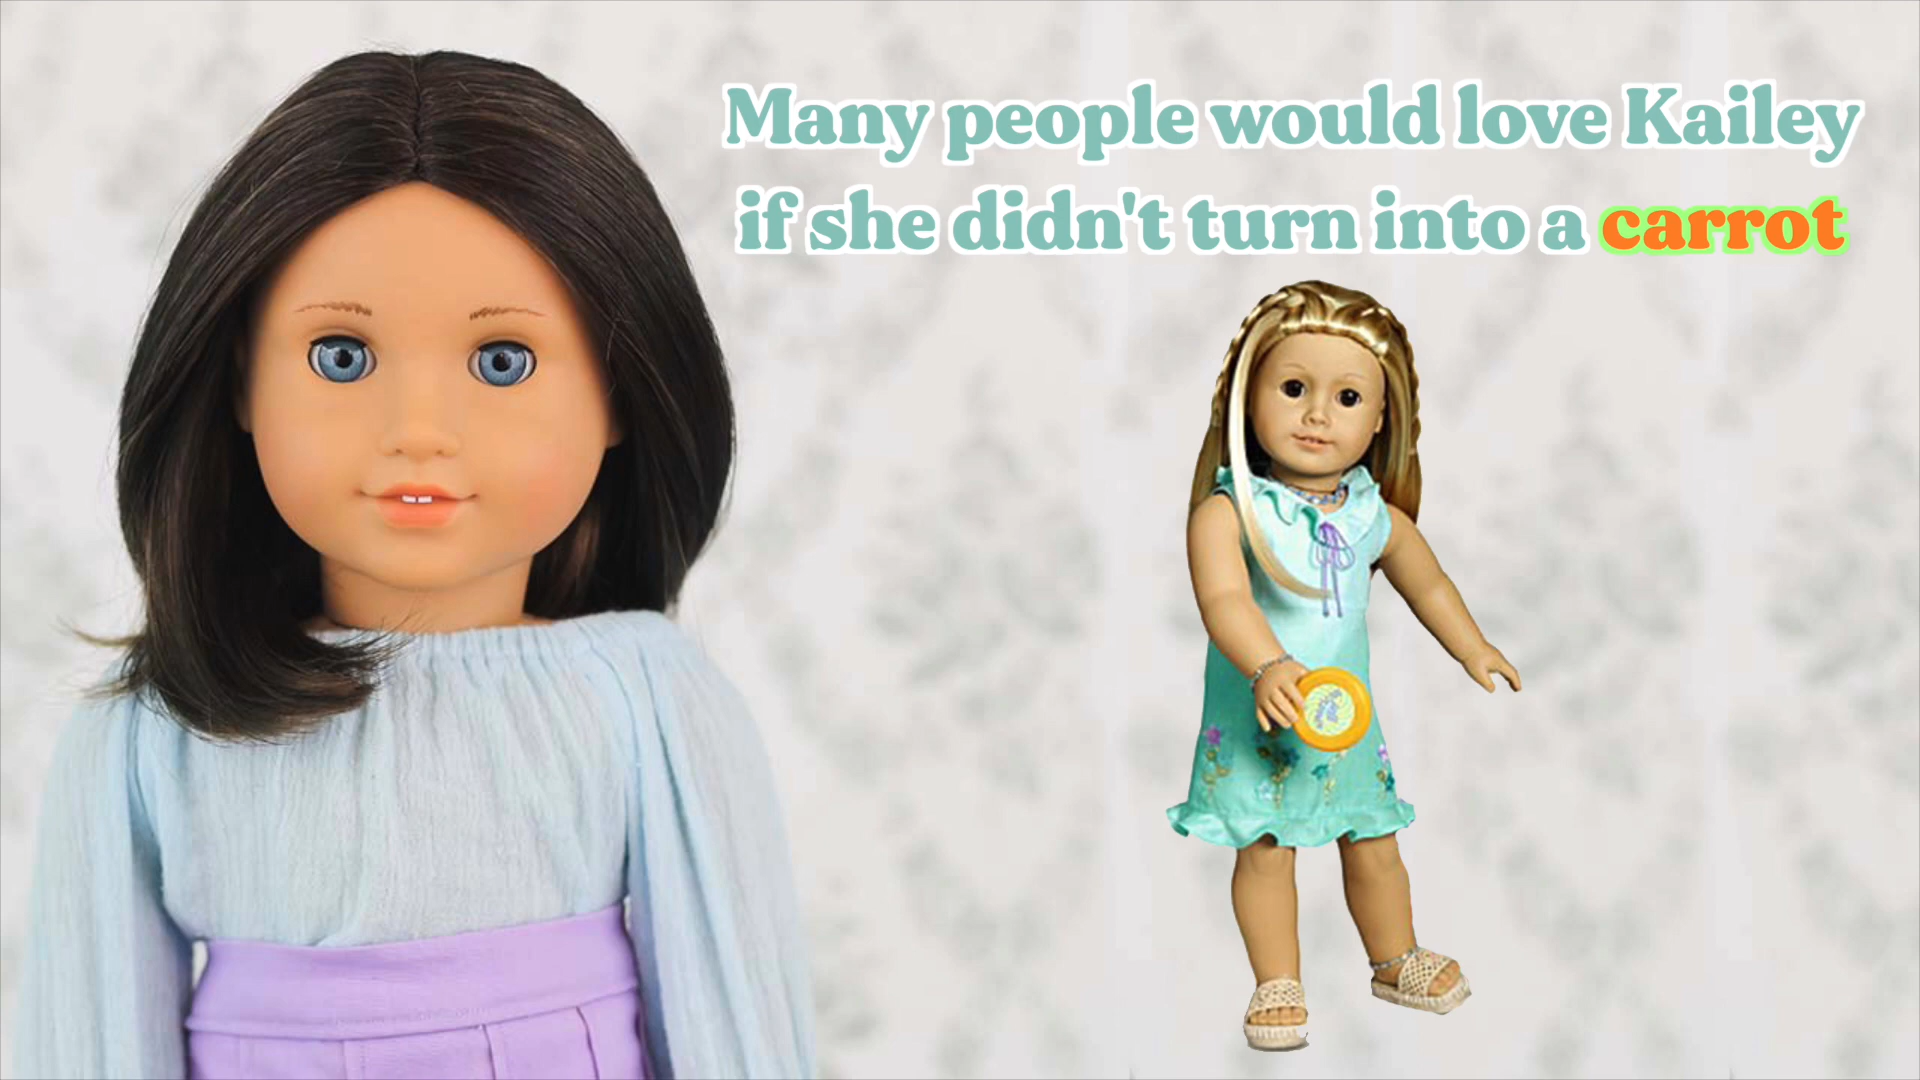 Many people would love Kailey
if she didn't turn into a carrot